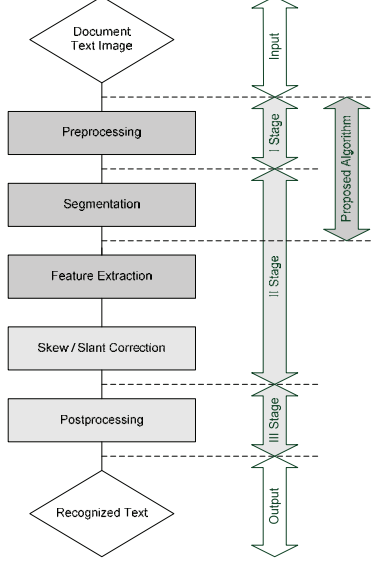 Document
Text Image
Input
Preprocessing
I Stage
Proposed Algorithm
Segmentation
II Stage
Feature Extraction
Skew / Slant Correction
Postprocessing
III Stage
Recognized Text
Output